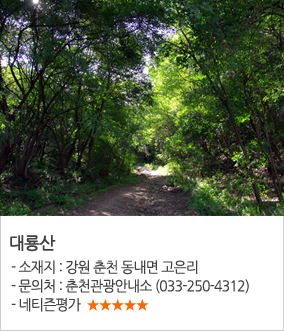 대룡산
- 소재지 : 강원 춘천 동내면 고은리
- 문의처 : 춘천관광안내소 (033-250-4312)
- 네티즌평가 ★★★★★